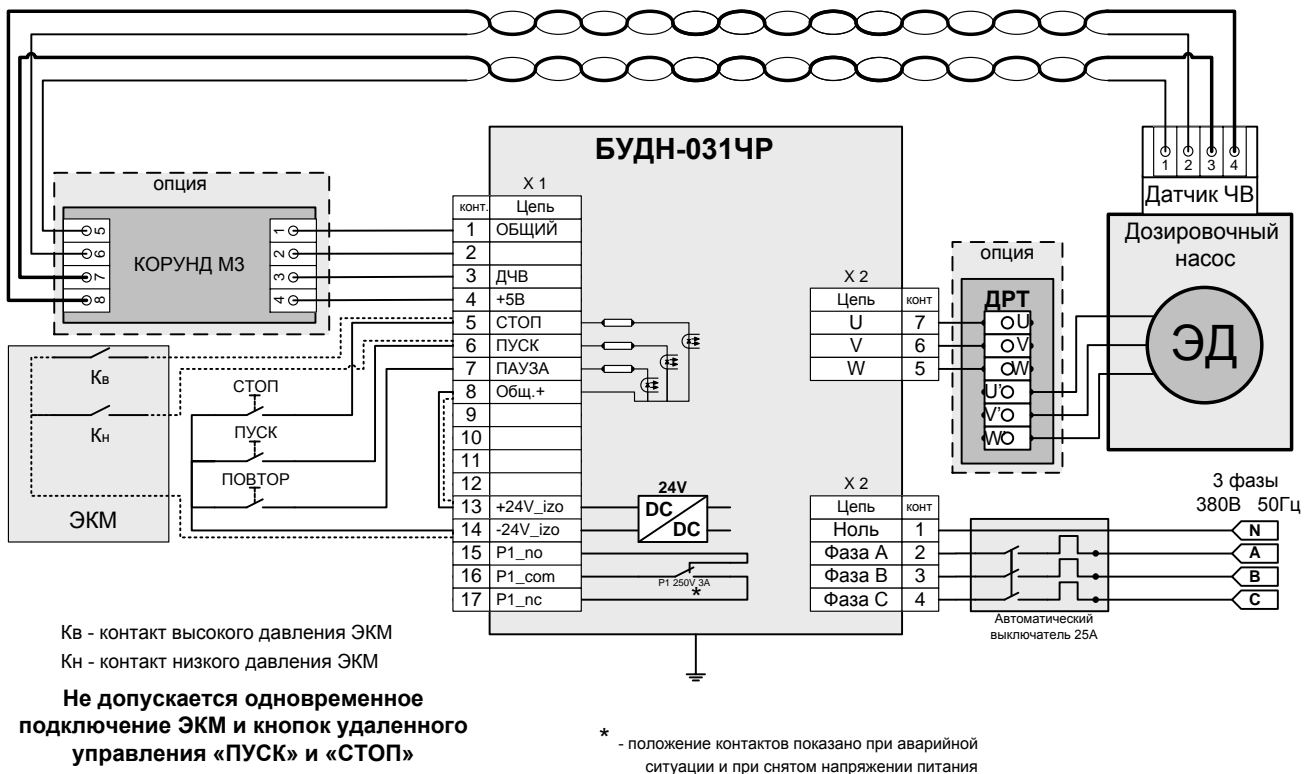 БУДН-031ЧР
1 2 3 4
Датчик ЧВ
Дозировочный
насос
ЭД
опция
КОРУНД М3
5 1
6 2
7 3
8 4
X 1
конт. Цепь
1 ОБЩИЙ
2
3 ДЧВ
4 +5В
5 СТОП
6 ПУСК
7 ПАУЗА
8 Общ.+
9
10
11
12
13 +24V_izo
14 -24V_izo
15 P1_no
16 P1_com
17 P1_nc
24V
DC
DC
P1 250V 3A
*
X 2
Цепь конт
U 7
V 6
W 5
X 2
Цепь конт
Ноль 1
Фаза А 2
Фаза В 3
Фаза С 4
опция
ДРТ
U
V
W
U'
V'
W'
Кв
Кн
ЭКМ
СТОП
ПУСК
ПОВТОР
3 фазы
380В 50Гц
N
A
B
C
Автоматический
выключатель 25А
Кв - контакт высокого давления ЭКМ
Кн - контакт низкого давления ЭКМ
Не допускается одновременное
подключение ЭКМ и кнопок удаленного
управления «ПУСК» и «СТОП»
* - положение контактов показано при аварийной
ситуации и при снятом напряжении питания